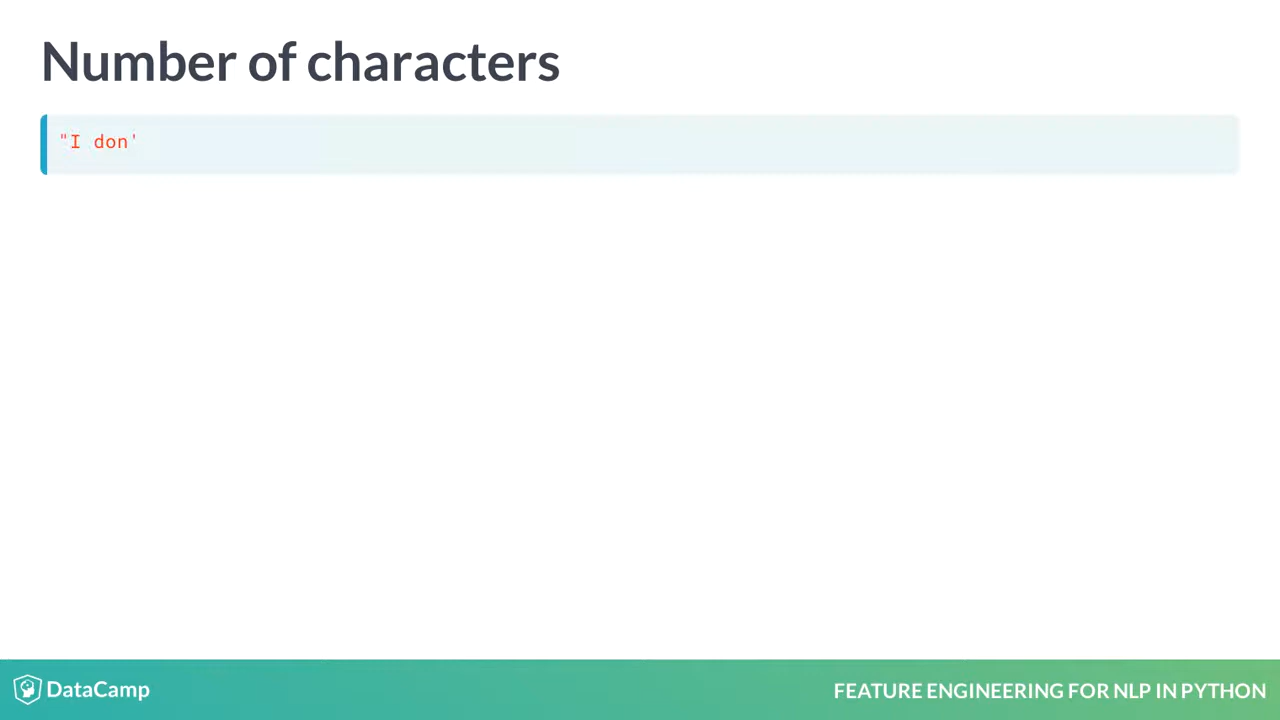 Number of characters
"I don'
DataCamp
FEATURE ENGINEERING FOR NLP IN PYTHON